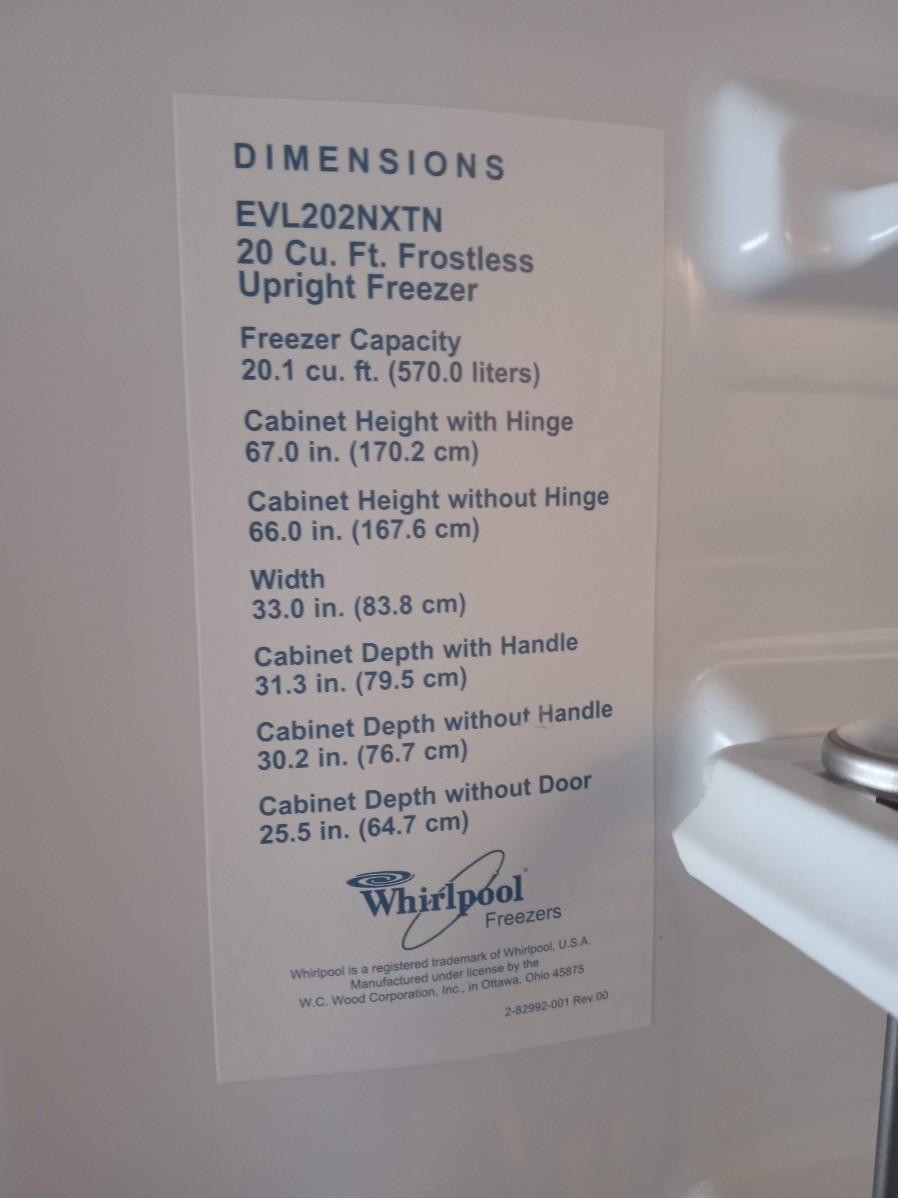 DIMENSIONS
EVL202NXTN
20 Cu. Ft. Frostless
Upright Freezer
Freezer Capacity
20.1 cu. ft. (570.0 liters)
Cabinet Height with Hinge
67.0 in. (170.2 cm)
Cabinet Height without Hinge
66.0 in. (167.6 cm)
Width
33.0 in. (83.8 cm)
Cabinet Depth with Handle
31.3 in. (79.5 cm)
Cabinet Depth without Handle
30.2 in. (76.7 cm)
Cabinet Depth without Door
25.5 in. (64.7 cm)
Whirlpool
Freezers
Whirlpool is a registered trademark of Whirlpool, U.S.A.
Manufactured under license by the
W.C. Wood Corporation, Inc., in Ottawa, Ohio 45875
2-82992-001 Rev.00